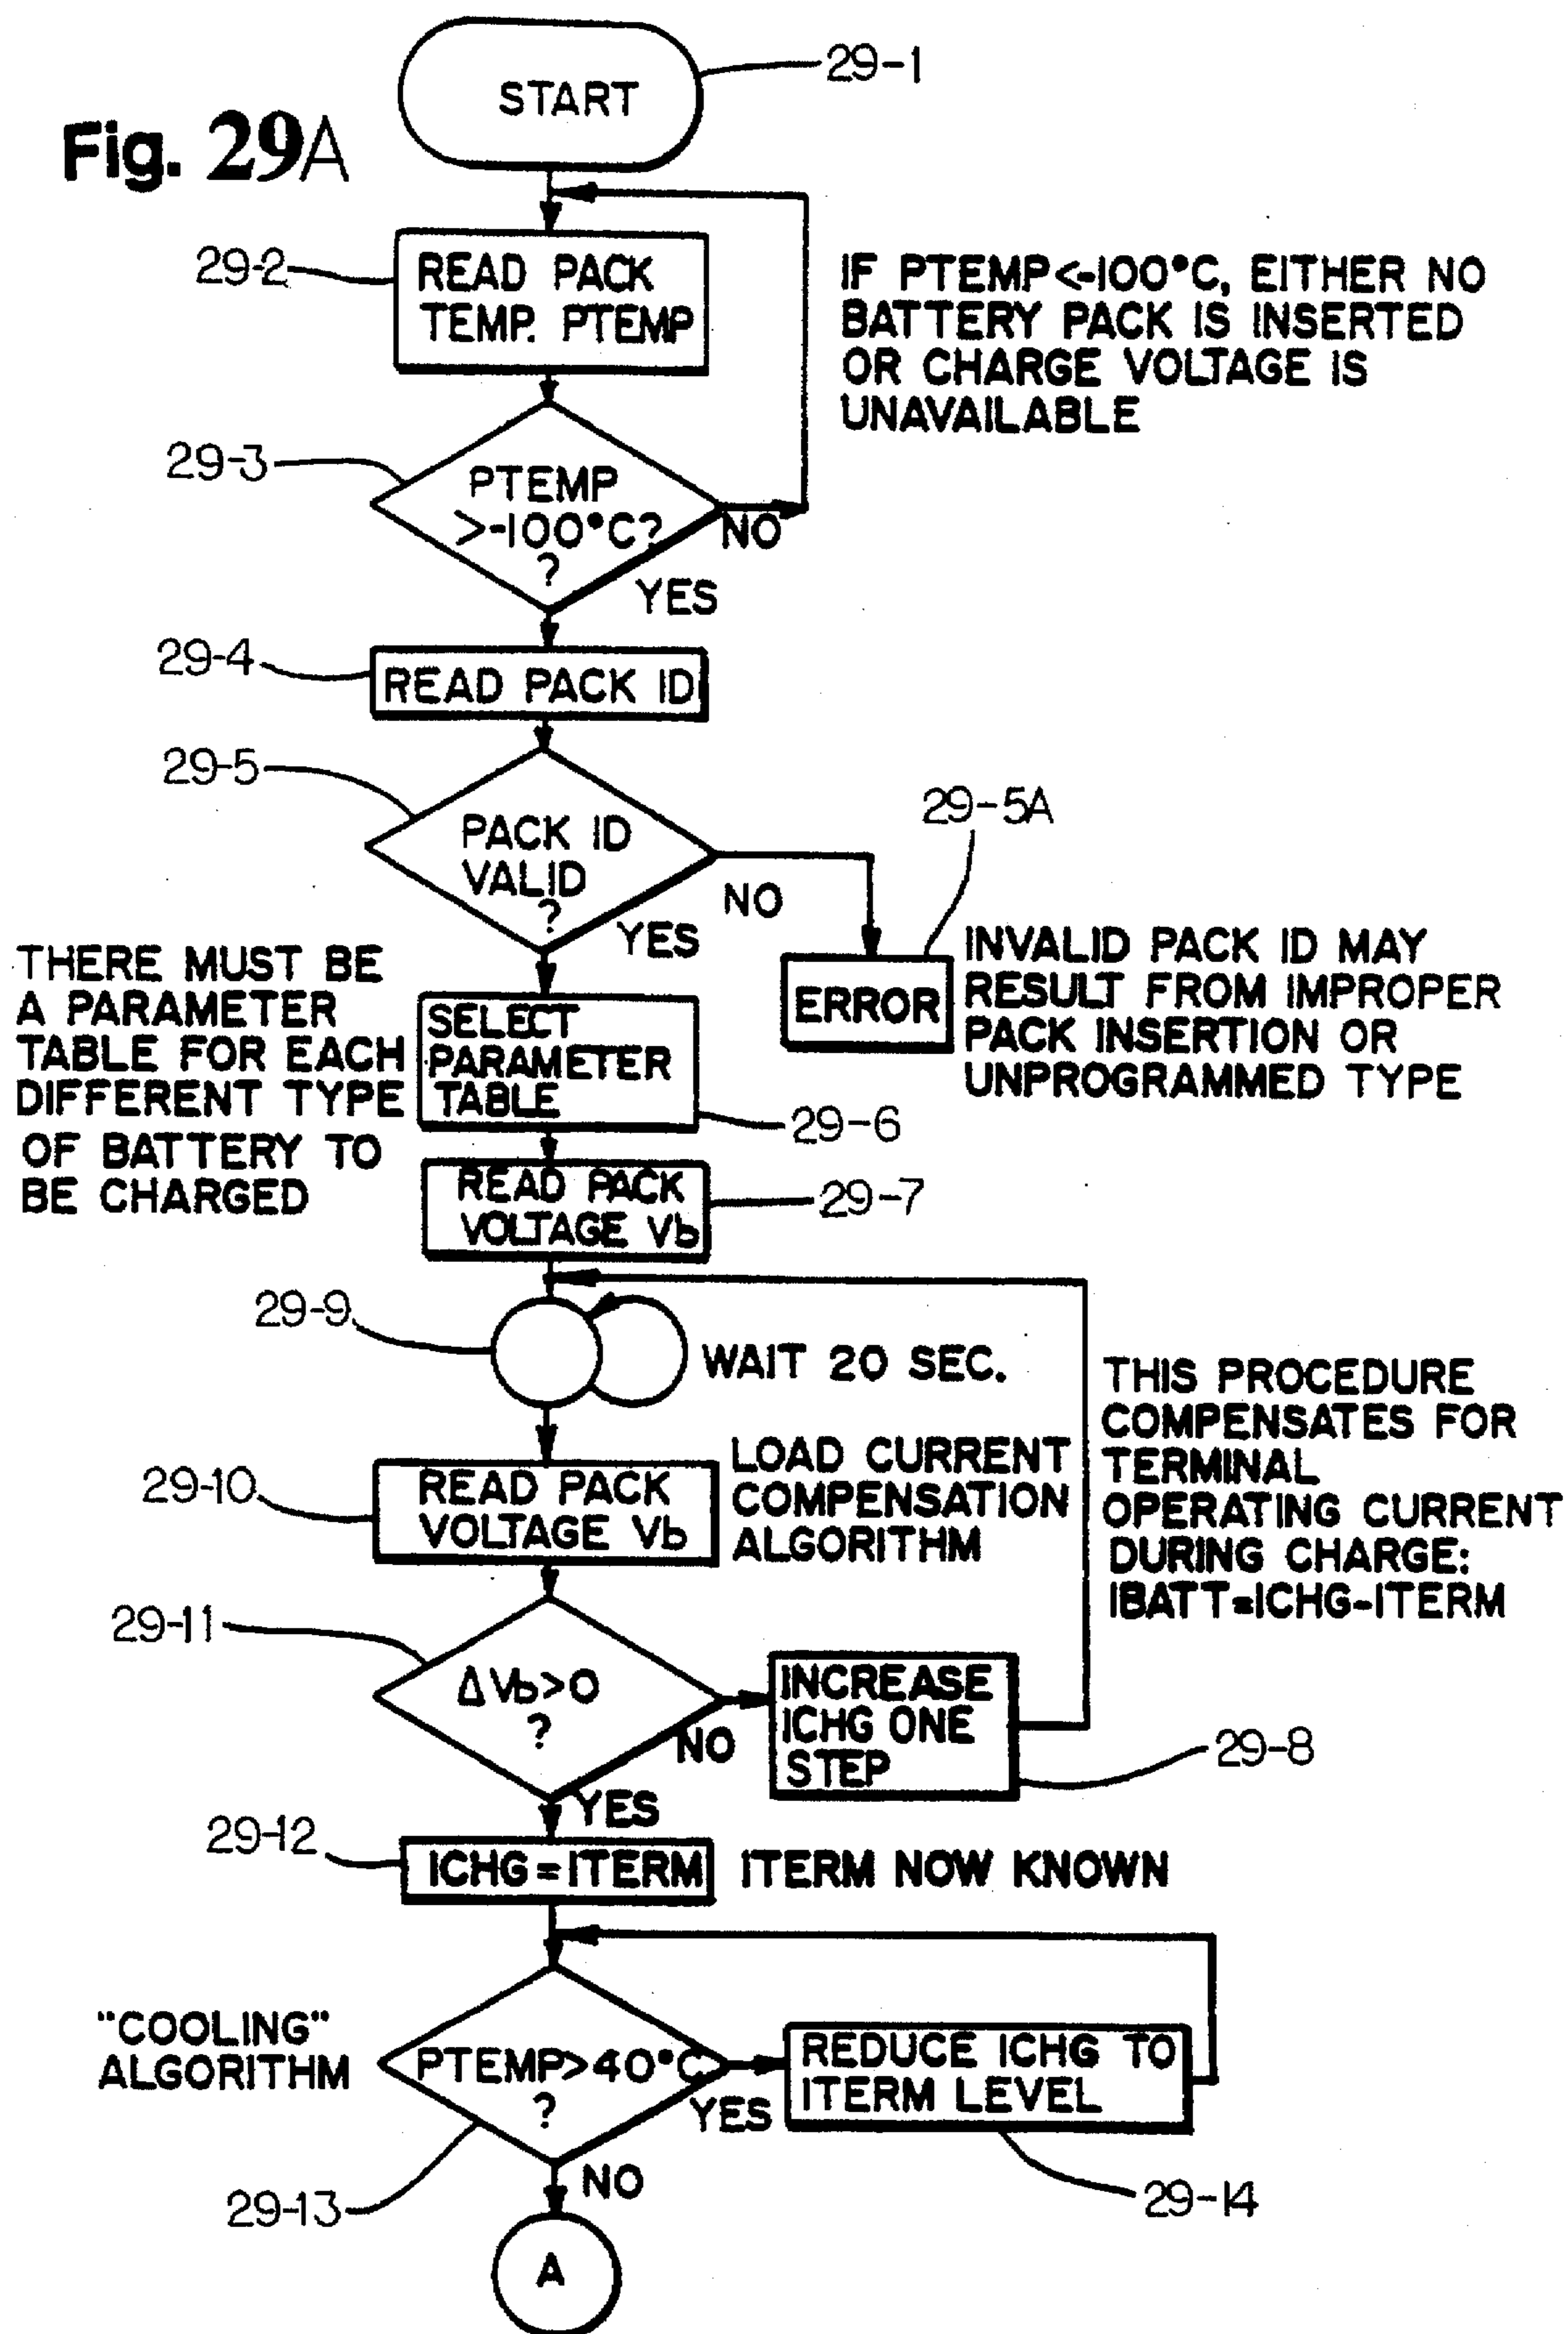 Fig. 29A
START
29-1
29-2
READ PACK
TEMP. PTEMP
IF PTEMP<-100°C, EITHER NO
BATTERY PACK IS INSERTED
OR CHARGE VOLTAGE IS
UNAVAILABLE
29-3
PTEMP
>-100°C?
?
NO
YES
29-4
READ PACK ID
29-5
PACK ID
VALID
?
NO
YES
29-5A
ERROR
INVALID PACK ID MAY
RESULT FROM IMPROPER
PACK INSERTION OR
UNPROGRAMMED TYPE
THERE MUST BE
A PARAMETER
TABLE FOR EACH
DIFFERENT TYPE
OF BATTERY TO
BE CHARGED
SELECT
PARAMETER
TABLE
29-6
READ PACK
VOLTAGE Vb
29-7
29-9
WAIT 20 SEC.
29-10
READ PACK
VOLTAGE Vb
LOAD CURRENT
COMPENSATION
ALGORITHM
THIS PROCEDURE
COMPENSATES FOR
TERMINAL
OPERATING CURRENT
DURING CHARGE:
IBATT=ICHG-ITERM
29-11
ΔVb>0
?
NO
YES
INCREASE
ICHG ONE
STEP
29-8
29-12
ICHG=ITERM
ITERM NOW KNOWN
"COOLING"
ALGORITHM
PTEMP>40°C
?
YES
NO
REDUCE ICHG TO
ITERM LEVEL
29-13
29-14
A